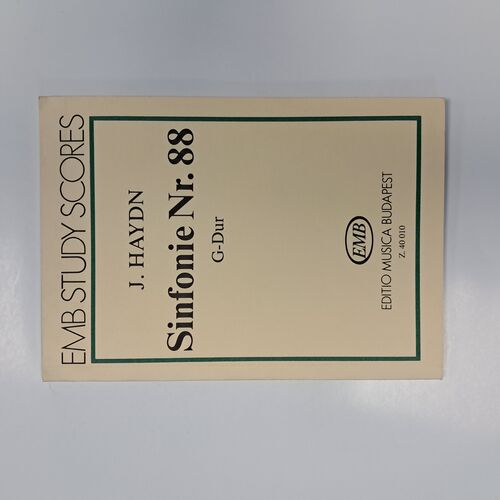 EMB STUDY SCORES
J. HAYDN
Sinfonie Nr. 88
G-Dur
EMB
EDITIO MUSICA BUDAPEST
Z. 40 010